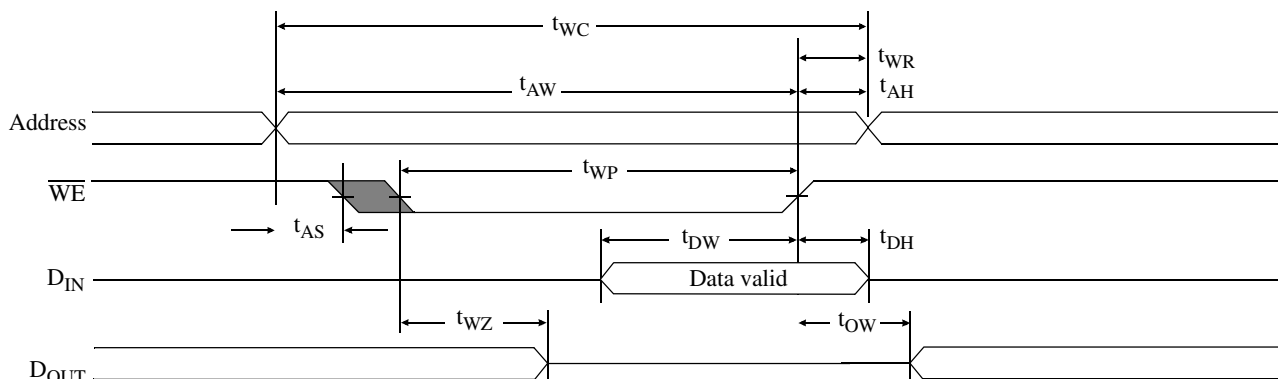 tWC
tWR
tAW
tAH
Address
WE
tWP
tAS
tDW
tDH
DIN
Data valid
tWZ
tOW
DOUT